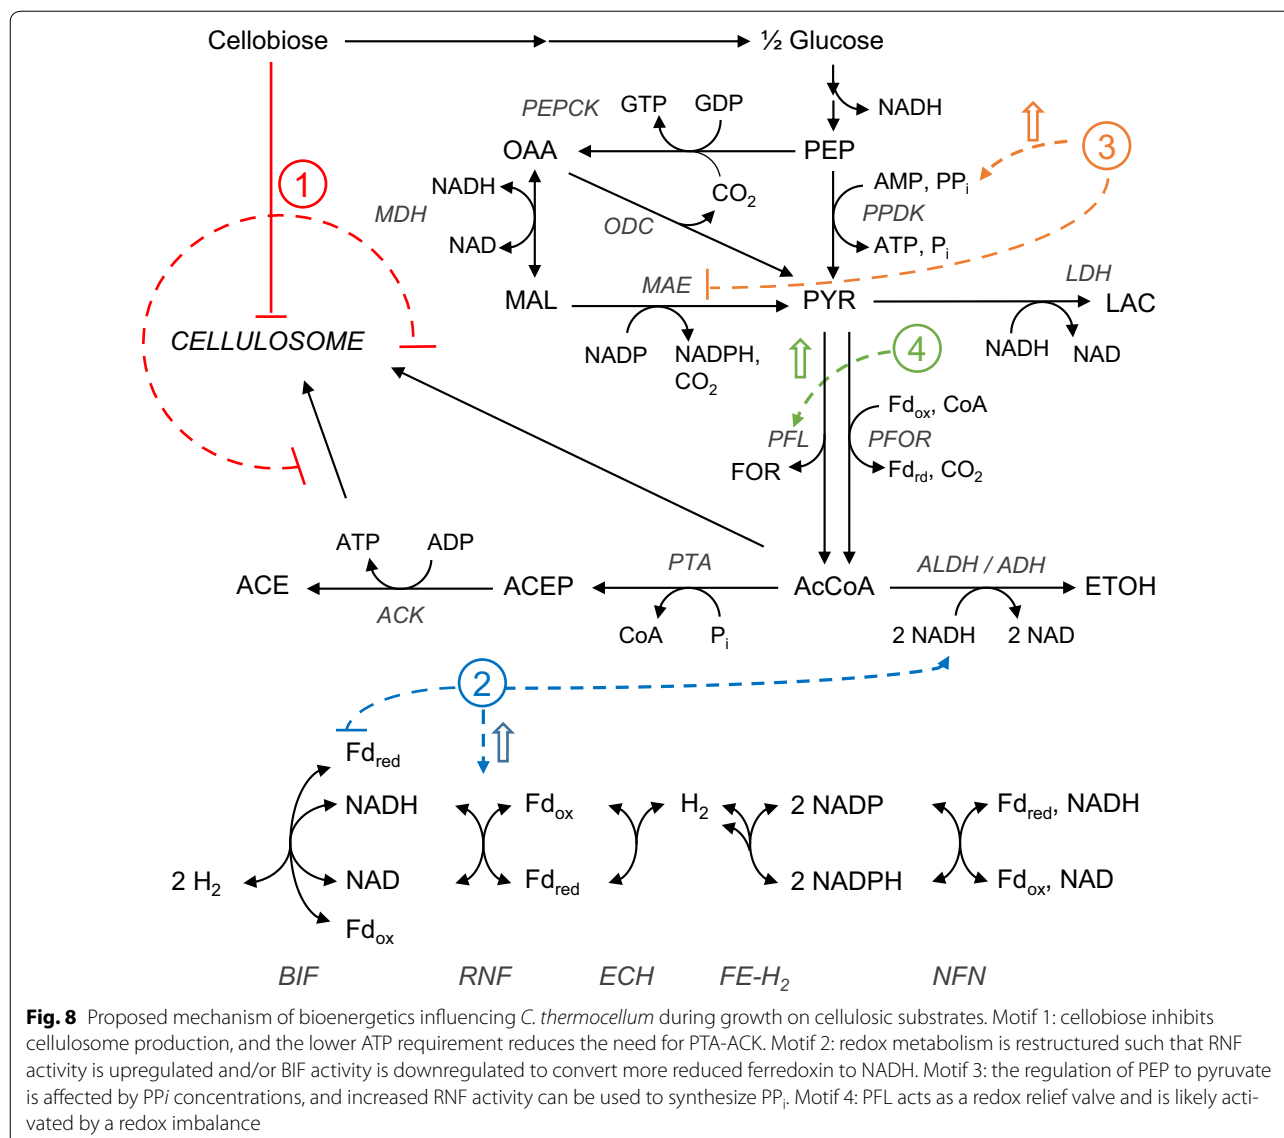 Cellobiose
½ Glucose
NADH
PEPCK
GTP
GDP
3
OAA
PEP
1
NADH
CO2
AMP, PPi
MDH
ODC
PPDK
NAD
ATP, Pi
MAE
LDH
MAL
PYR
LAC
CELLULOSOME
NADP
NADPH,
CO2
4
NADH
NAD
Fdox, CoA
PFL
PFOR
FOR
Fdrd, CO2
ATP
ADP
PTA
ALDH / ADH
ACE
ACEP
AcCoA
ETOH
ACK
CoA
Pi
2 NADH
2 NAD
2
Fdred
NADH
Fdox
H2
2 NADP
Fdred, NADH
2 H2
NAD
Fdred
2 NADPH
Fdox, NAD
Fdox
BIF
RNF
ECH
FE-H2
NFN
Fig. 8 Proposed mechanism of bioenergetics influencing C. thermocellum during growth on cellulosic substrates. Motif 1: cellobiose inhibits
cellulosome production, and the lower ATP requirement reduces the need for PTA-ACK. Motif 2: redox metabolism is restructured such that RNF
activity is upregulated and/or BIF activity is downregulated to convert more reduced ferredoxin to NADH. Motif 3: the regulation of PEP to pyruvate
is affected by PPi concentrations, and increased RNF activity can be used to synthesize PPi. Motif 4: PFL acts as a redox relief valve and is likely acti-
vated by a redox imbalance